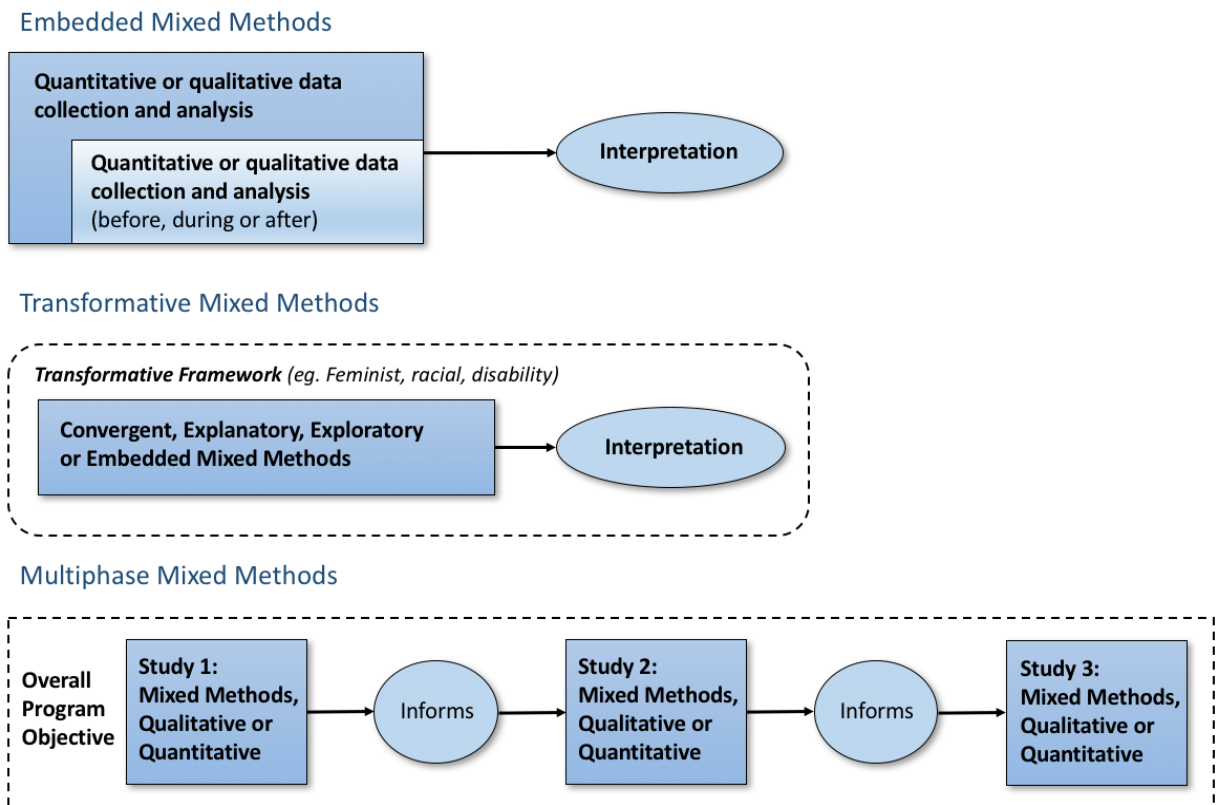 Embedded Mixed Methods
Quantitative or qualitative data
collection and analysis
Quantitative or qualitative data
collection and analysis
(before, during or after)
Interpretation
Transformative Mixed Methods
Transformative Framework (eg. Feminist, racial, disability)
Convergent, Explanatory, Exploratory
or Embedded Mixed Methods
Interpretation
Multiphase Mixed Methods
Overall
Program
Objective
Study 1:
Mixed Methods,
Qualitative or
Quantitative
Informs
Study 2:
Mixed Methods,
Qualitative or
Quantitative
Informs
Study 3:
Mixed Methods,
Qualitative or
Quantitative